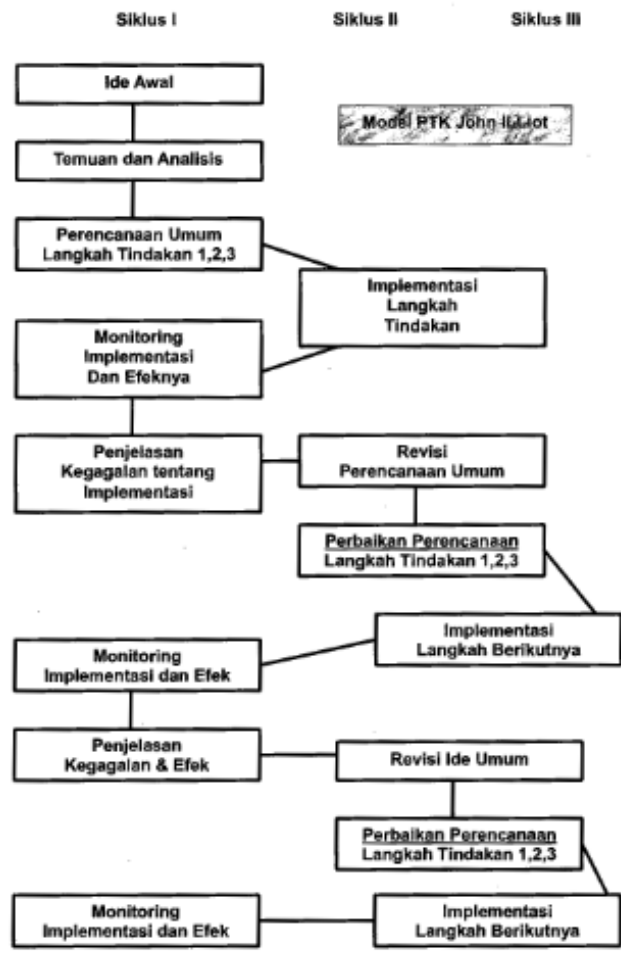 Siklus I Siklus II Siklus III
Ide Awal
Model PTK John
Temuan dan Analisis
Perencanaan Umum
Langkah Tindakan 1,2,3
Implementasi
Langkah
Tindakan
Monitoring
Implementasi
Dan Efeknya
Penjelasan
Kegagalan tentang
Implementasi
Revisi
Perencanaan Umum
Perbaikan Perencanaan
Langkah Tindakan 1,2,3
Implementasi
Langkah Berikutnya
Monitoring
Implementasi dan Efek
Penjelasan
Kegagalan & Efek
Revisi Ide Umum
Perbaikan Perencanaan
Langkah Tindakan 1,2,3
Monitoring
Implementasi dan Efek
Implementasi
Langkah Berikutnya